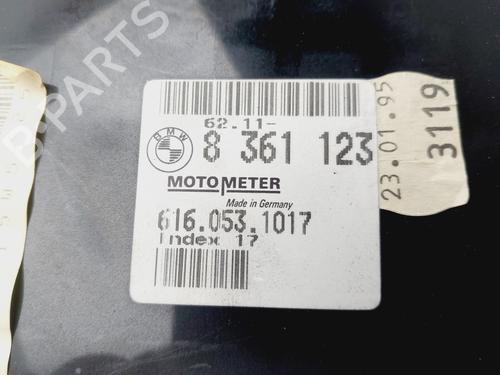 62.11-
BMW
8 361 123
MOTOMETER
Made in Germany
616.053.1017
Index 17
23.01.95
3119
B-PARTS